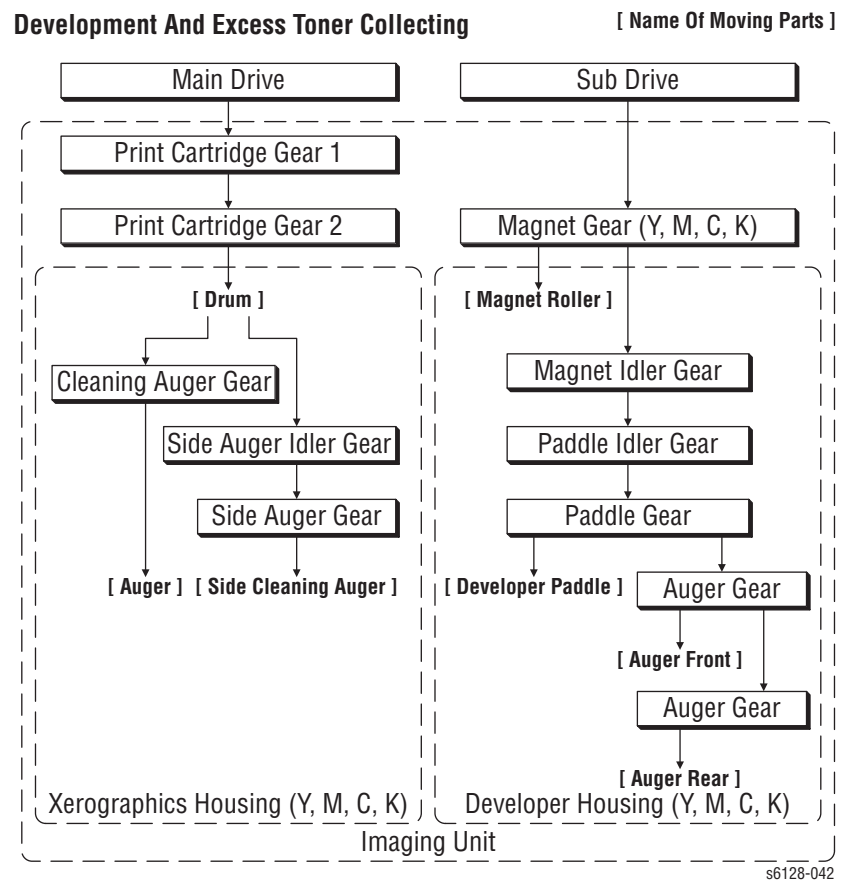 Development And Excess Toner Collecting
[ Name Of Moving Parts ]
Main Drive
Sub Drive
Print Cartridge Gear 1
Print Cartridge Gear 2
Magnet Gear (Y, M, C, K)
[ Drum ]
[ Magnet Roller ]
Cleaning Auger Gear
Magnet Idler Gear
Side Auger Idler Gear
Paddle Idler Gear
Side Auger Gear
Paddle Gear
[ Auger ]
[ Side Cleaning Auger ]
[ Developer Paddle ]
Auger Gear
[ Auger Front ]
Auger Gear
[ Auger Rear ]
Xerographics Housing (Y, M, C, K)
Developer Housing (Y, M, C, K)
Imaging Unit
s6128-042